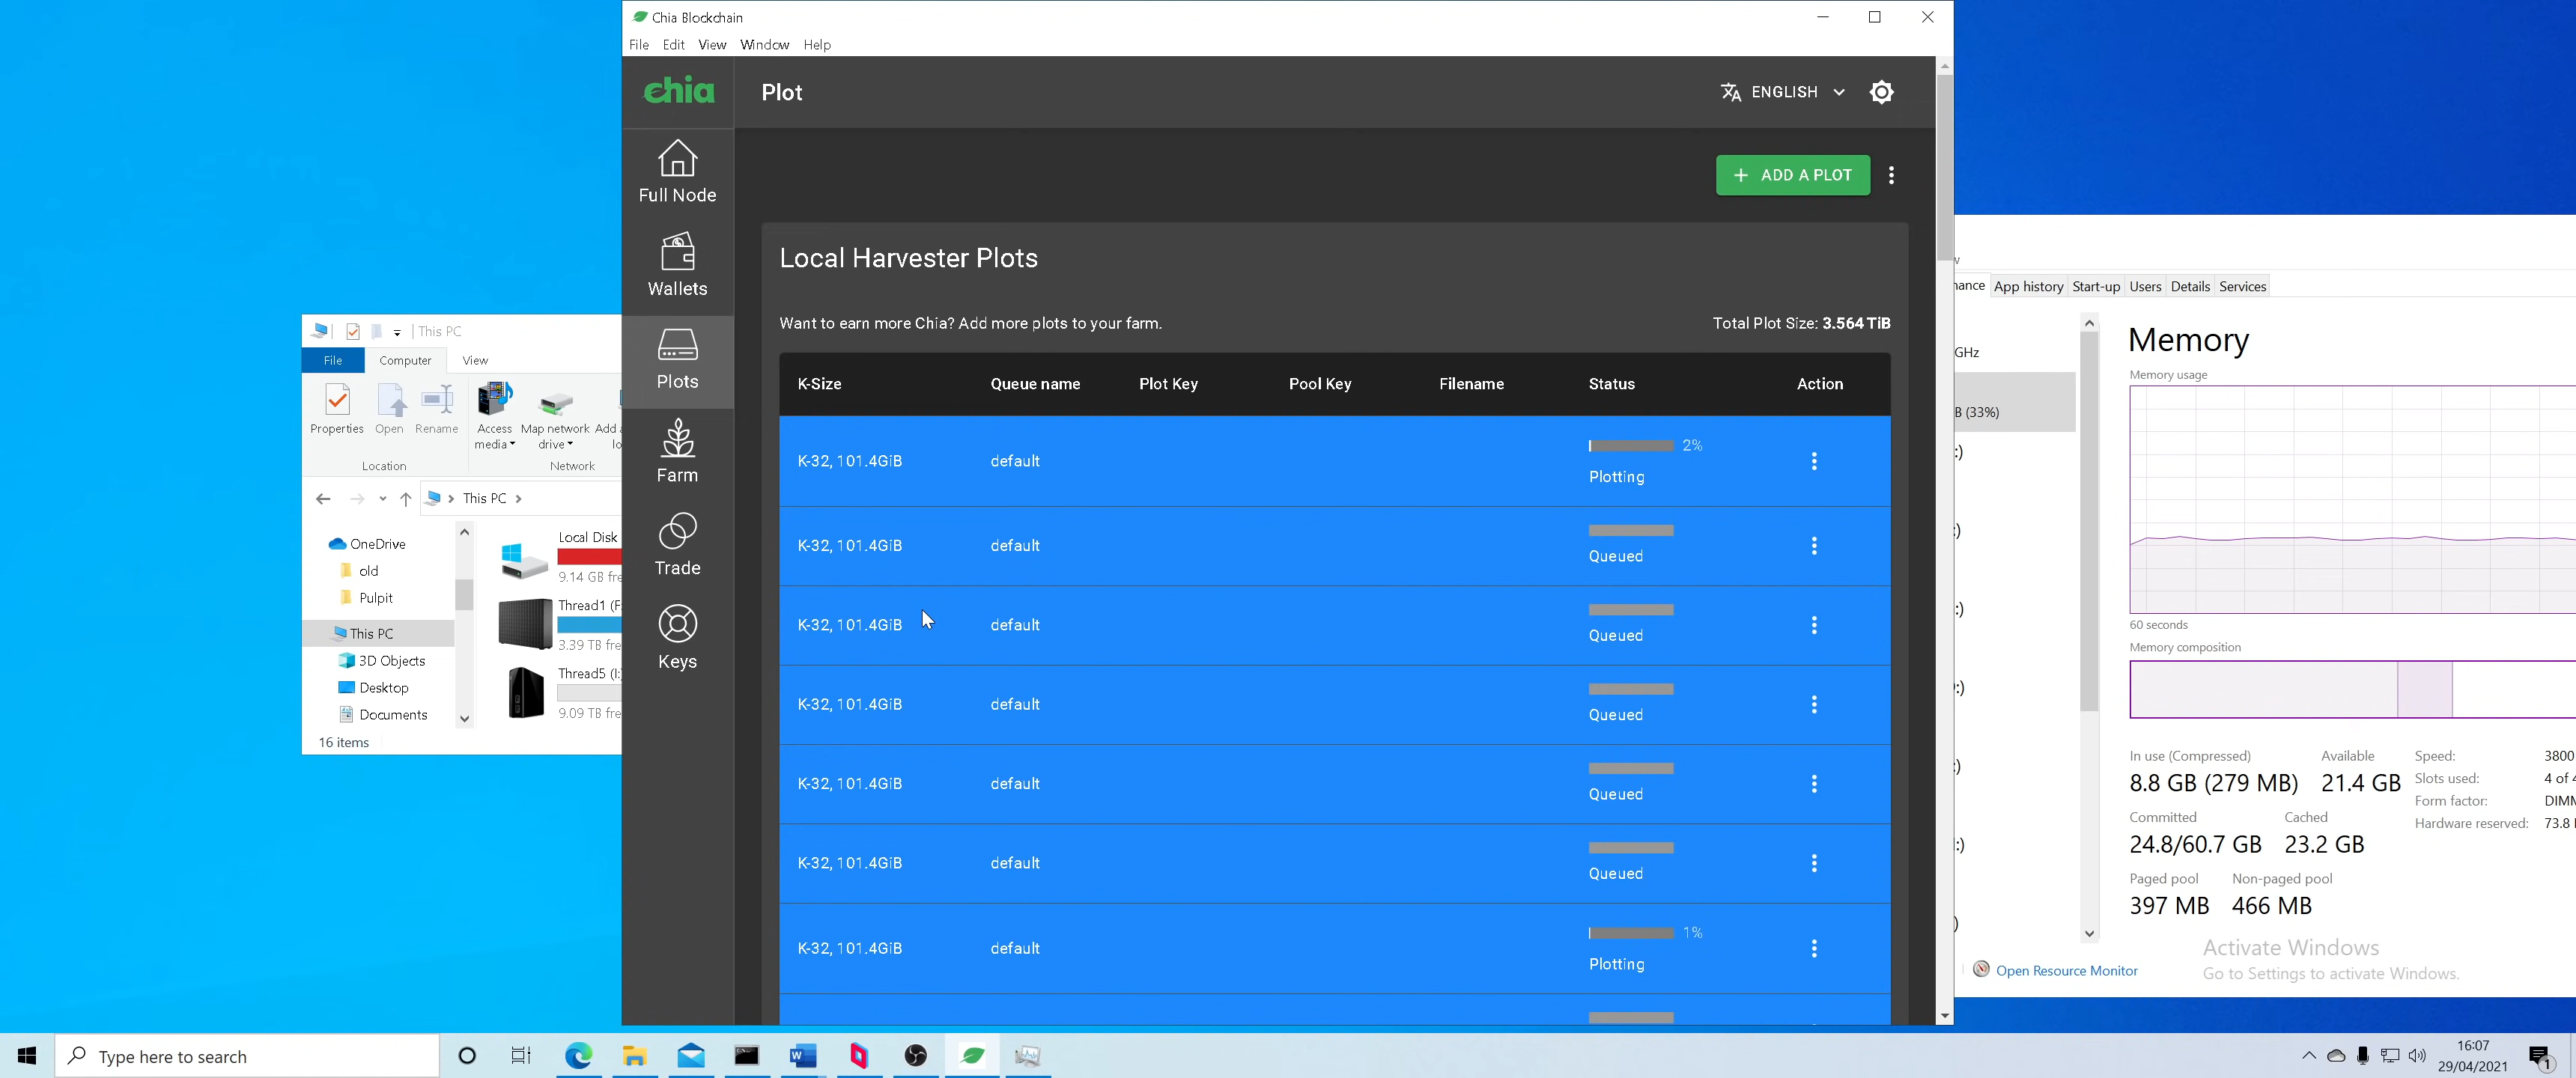 Chia Blockchain
File Edit View Window Help
chia
Plot
ENGLISH
Full Node
Wallets
Plots
Farm
Trade
Keys
+ ADD A PLOT
Local Harvester Plots
Want to earn more Chia? Add more plots to your farm.
Total Plot Size: 3.564 TiB
K-Size Queue name Plot Key Pool Key Filename Status Action
K-32, 101.4GiB default 2%
Plotting
K-32, 101.4GiB default
Queued
K-32, 101.4GiB default
Queued
K-32, 101.4GiB default
Queued
K-32, 101.4GiB default
Queued
K-32, 101.4GiB default
Queued
K-32, 101.4GiB default 1%
Plotting
This PC
File Computer View
Properties Open Rename Access media Map network drive Add a
Location Network
This PC
OneDrive
old
Pulpit
This PC
3D Objects
Desktop
Documents
Local Disk
9.14 GB fre
Thread1 (F:
3.39 TB fre
Thread5 (I:
9.09 TB fre
16 items
App history Start-up Users Details Services
GHz
B (33%)
Memory
Memory usage
60 seconds
Memory composition
In use (Compressed) Available Speed: 3800
8.8 GB (279 MB) 21.4 GB Slots used: 4 of 4
Form factor: DIMM
Committed Cached Hardware reserved: 73.8
24.8/60.7 GB 23.2 GB
Paged pool Non-paged pool
397 MB 466 MB
Activate Windows
Go to Settings to activate Windows.
Open Resource Monitor
Type here to search
16:07
29/04/2021
1